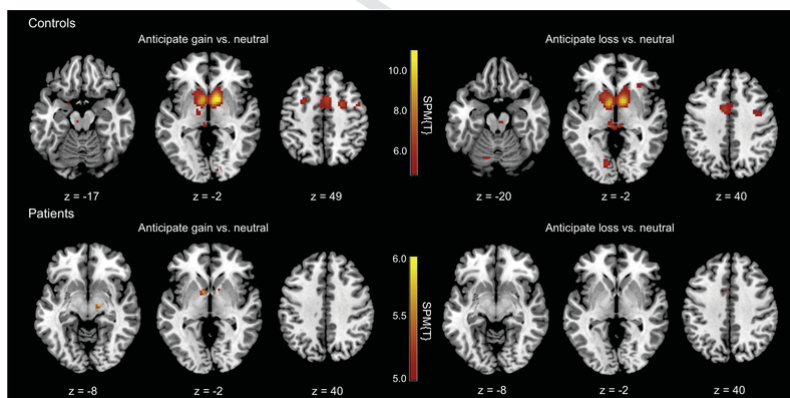 Controls
Anticipate gain vs. neutral
Anticipate loss vs. neutral
10.0
8.0
6.0
SPM{T}
z = -17
z = -2
z = 49
z = -20
z = -2
z = 40
Patients
Anticipate gain vs. neutral
Anticipate loss vs. neutral
6.0
5.5
5.0
SPM{T}
z = -8
z = -2
z = 40
z = -8
z = -2
z = 40